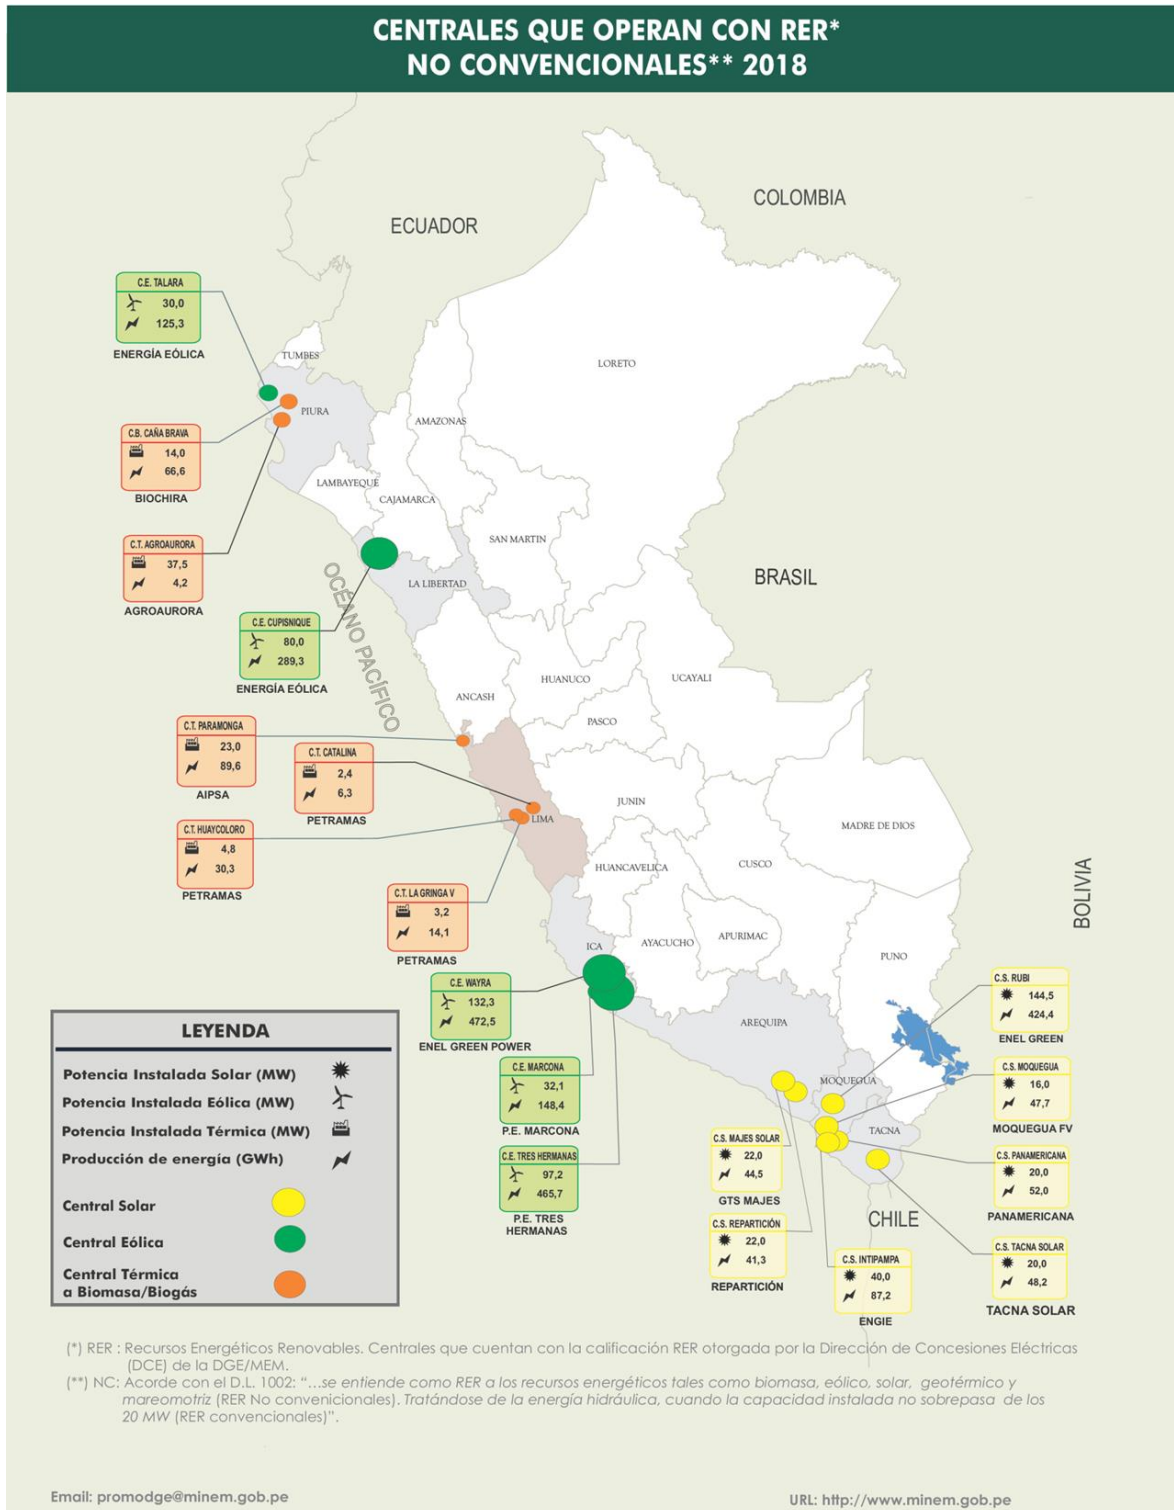 CENTRALES QUE OPERAN CON RER*
NO CONVENCIONALES** 2018
COLOMBIA
ECUADOR
C.E. TALARA
30,0
125,3
ENERGÍA EÓLICA
TUMBES
LORETO
PIURA
AMAZONAS
C.B. CAÑA BRAVA
14,0
66,6
BIOCHIRA
LAMBAYEQUE
CAJAMARCA
SAN MARTIN
C.T. AGROAURORA
37,5
4,2
AGROAURORA
LA LIBERTAD
BRASIL
OCÉANO PACÍFICO
C.E. CUPISNIQUE
80,0
289,3
ENERGÍA EÓLICA
HUANUCO
UCAYALI
ANCASH
PASCO
C.T. PARAMONGA
23,0
89,6
AIPSA
C.T. CATALINA
2,4
6,3
PETRAMAS
JUNIN
LIMA
MADRE DE DIOS
C.T. HUAYCOLORO
4,8
30,3
PETRAMAS
HUANCAVELICA
CUSCO
BOLIVIA
C.T. LA GRINGA V
3,2
14,1
PETRAMAS
ICA
AYACUCHO
APURIMAC
PUNO
C.E. WAYRA
132,3
472,5
ENEL GREEN POWER
C.S. RUBI
144,5
424,4
ENEL GREEN
AREQUIPA
C.E. MARCONA
32,1
148,4
P.E. MARCONA
MOQUEGUA
C.S. MOQUEGUA
16,0
47,7
MOQUEGUA FV
TACNA
C.E. TRES HERMANAS
97,2
465,7
P.E. TRES
HERMANAS
C.S. MAJES SOLAR
22,0
44,5
GTS MAJES
C.S. PANAMERICANA
20,0
52,0
PANAMERICANA
CHILE
C.S. REPARTICIÓN
22,0
41,3
REPARTICIÓN
C.S. INTIPAMPA
40,0
87,2
ENGIE
C.S. TACNA SOLAR
20,0
48,2
TACNA SOLAR
LEYENDA
Potencia Instalada Solar (MW)
Potencia Instalada Eólica (MW)
Potencia Instalada Térmica (MW)
Producción de energía (GWh)
Central Solar
Central Eólica
Central Térmica
a Biomasa/Biogás
(*) RER : Recursos Energéticos Renovables. Centrales que cuentan con la calificación RER otorgada por la Dirección de Concesiones Eléctricas
(DCE) de la DGE/MEM.
(**) NC: Acorde con el D.L. 1002: “...se entiende como RER a los recursos energéticos tales como biomasa, eólico, solar, geotérmico y
mareomotriz (RER No convenicionales). Tratándose de la energía hidráulica, cuando la capacidad instalada no sobrepasa de los
20 MW (RER convencionales)”.
Email: promodge@minem.gob.pe
URL: http://www.minem.gob.pe